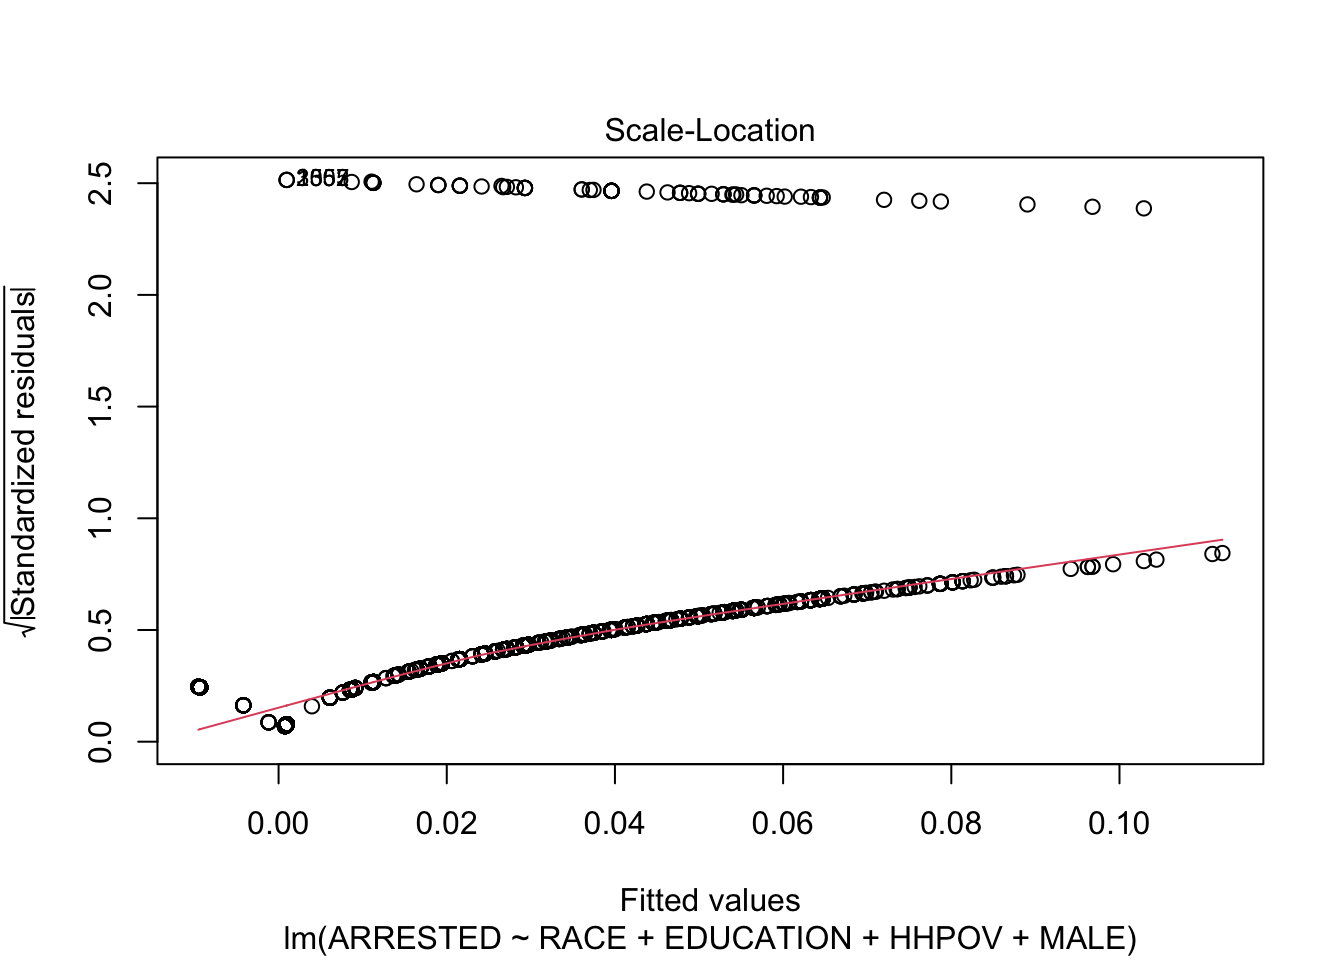 Scale-Location
2.5
2.0
1.5
1.0
0.5
0.0
√|Standardized residuals|
0.00 0.02 0.04 0.06 0.08 0.10
Fitted values
lm(ARRESTED ~ RACE + EDUCATION + HHPOV + MALE)